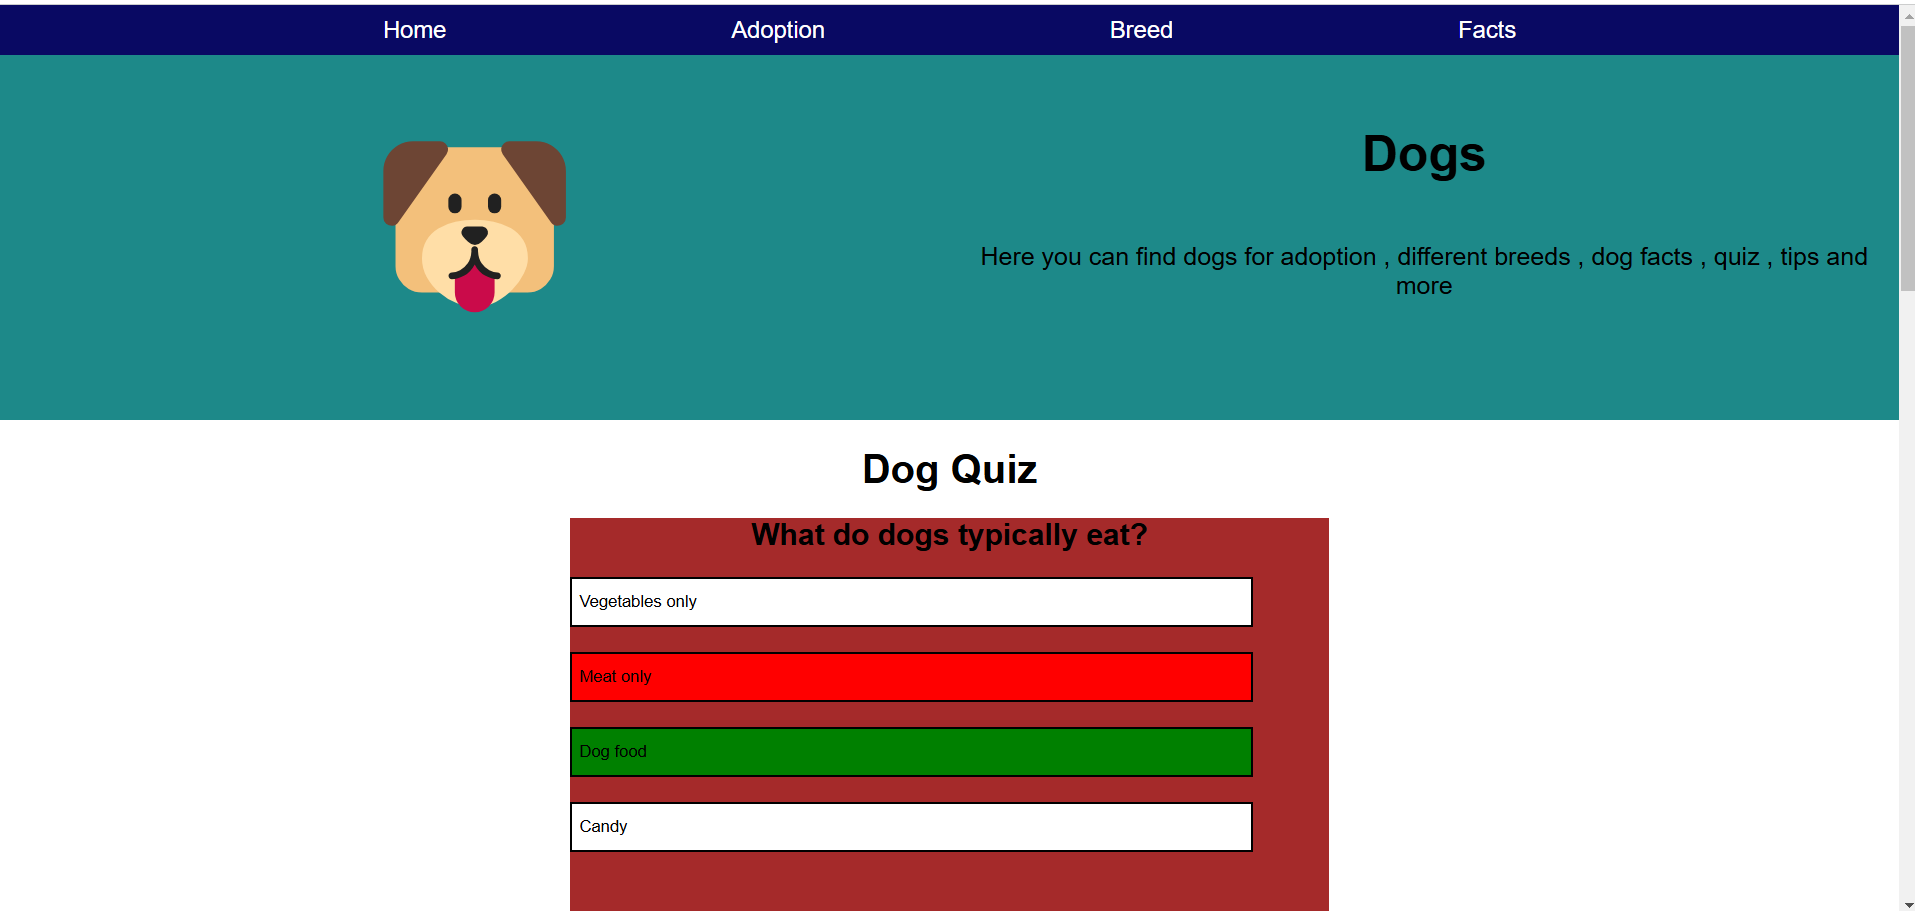 Home Adoption Breed Facts
Dogs
Here you can find dogs for adoption , different breeds , dog facts , quiz , tips and
more
Dog Quiz
What do dogs typically eat?
Vegetables only
Meat only
Dog food
Candy